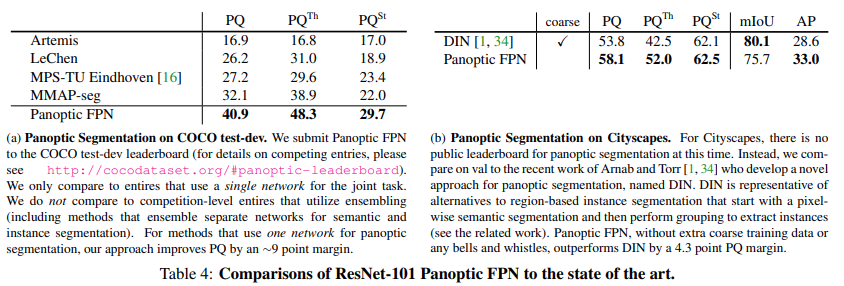 PQ PQTh PQSt
Artemis 16.9 16.8 17.0
LeChen 26.2 31.0 18.9
MPS-TU Eindhoven [16] 27.2 29.6 23.4
MMAP-seg 32.1 38.9 22.0
Panoptic FPN 40.9 48.3 29.7
(a) Panoptic Segmentation on COCO test-dev. We submit Panoptic FPN
to the COCO test-dev leaderboard (for details on competing entries, please
see http://cocodataset.org/#panoptic-leaderboard).
We only compare to entires that use a single network for the joint task.
We do not compare to competition-level entires that utilize ensembling
(including methods that ensemble separate networks for semantic and
instance segmentation). For methods that use one network for panoptic
segmentation, our approach improves PQ by an ∼9 point margin.
coarse PQ PQTh PQSt mIoU AP
DIN [1, 34] ✓ 53.8 42.5 62.1 80.1 28.6
Panoptic FPN 58.1 52.0 62.5 75.7 33.0
(b) Panoptic Segmentation on Cityscapes. For Cityscapes, there is no
public leaderboard for panoptic segmentation at this time. Instead, we com-
pare on val to the recent work of Arnab and Torr [1, 34] who develop a novel
approach for panoptic segmentation, named DIN. DIN is representative of
alternatives to region-based instance segmentation that start with a pixel-
wise semantic segmentation and then perform grouping to extract instances
(see the related work). Panoptic FPN, without extra coarse training data or
any bells and whistles, outperforms DIN by a 4.3 point PQ margin.
Table 4: Comparisons of ResNet-101 Panoptic FPN to the state of the art.